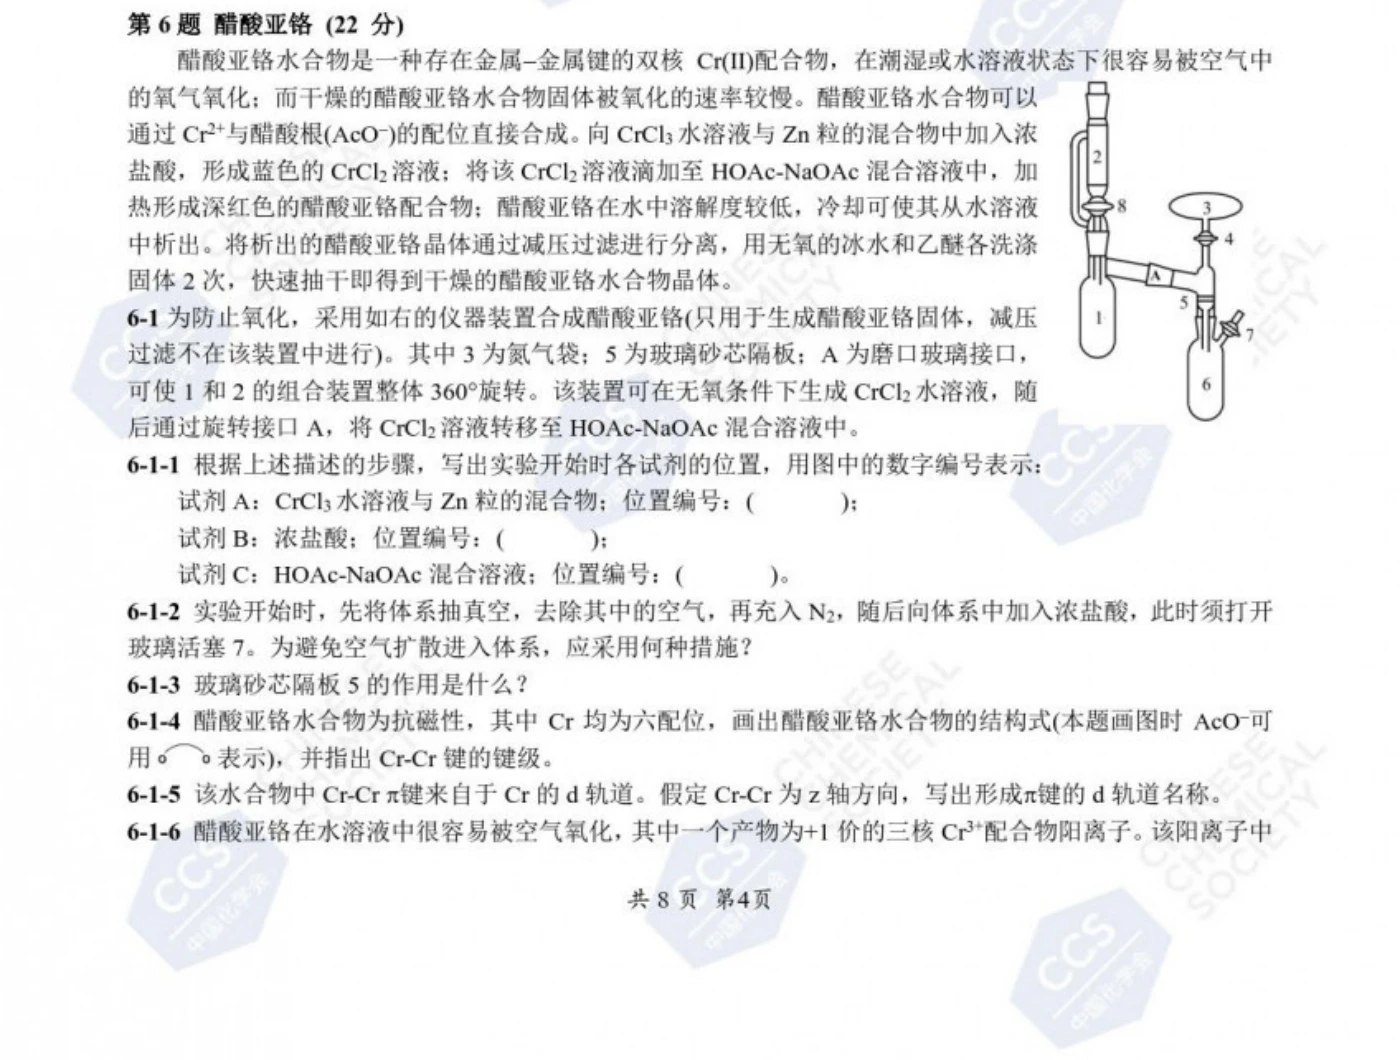 第 6 题 醋酸亚铬 (22 分)
醋酸亚铬水合物是一种存在金属–金属键的双核 Cr(II)配合物，在潮湿或水溶液状态下很容易被空气中
的氧气氧化；而干燥的醋酸亚铬水合物固体被氧化的速率较慢。醋酸亚铬水合物可以
通过 Cr²⁺与醋酸根(AcO⁻)的配位直接合成。向 CrCl₃ 水溶液与 Zn 粒的混合物中加入浓
盐酸，形成蓝色的 CrCl₂ 溶液；将该 CrCl₂ 溶液滴加至 HOAc-NaOAc 混合溶液中，加
热形成深红色的醋酸亚铬配合物；醋酸亚铬在水中溶解度较低，冷却可使其从水溶液
中析出。将析出的醋酸亚铬晶体通过减压过滤进行分离，用无氧的冰水和乙醚各洗涤
固体 2 次，快速抽干即得到干燥的醋酸亚铬水合物晶体。
6-1 为防止氧化，采用如右的仪器装置合成醋酸亚铬(只用于生成醋酸亚铬固体，减压
过滤不在该装置中进行)。其中 3 为氮气袋；5 为玻璃砂芯隔板；A 为磨口玻璃接口，
可使 1 和 2 的组合装置整体 360°旋转。该装置可在无氧条件下生成 CrCl₂ 水溶液，随
后通过旋转接口 A，将 CrCl₂ 溶液转移至 HOAc-NaOAc 混合溶液中。
2
8
3
4
A
5
1
7
6
6-1-1 根据上述描述的步骤，写出实验开始时各试剂的位置，用图中的数字编号表示：
试剂 A：CrCl₃ 水溶液与 Zn 粒的混合物；位置编号：( )；
试剂 B：浓盐酸；位置编号：( )；
试剂 C：HOAc-NaOAc 混合溶液；位置编号：( )。
6-1-2 实验开始时，先将体系抽真空，去除其中的空气，再充入 N₂，随后向体系中加入浓盐酸，此时须打开
玻璃活塞 7。为避免空气扩散进入体系，应采用何种措施？
6-1-3 玻璃砂芯隔板 5 的作用是什么？
6-1-4 醋酸亚铬水合物为抗磁性，其中 Cr 均为六配位，画出醋酸亚铬水合物的结构式(本题画图时 AcO⁻可
用 o o 表示)，并指出 Cr-Cr 键的键级。
6-1-5 该水合物中 Cr-Cr π键来自于 Cr 的 d 轨道。假定 Cr-Cr 为 z 轴方向，写出形成π键的 d 轨道名称。
6-1-6 醋酸亚铬在水溶液中很容易被空气氧化，其中一个产物为+1 价的三核 Cr³⁺配合物阳离子。该阳离子中
共 8 页 第4页
CCS
中国化学会
CHINESE
CHEMICAL
SOCIETY